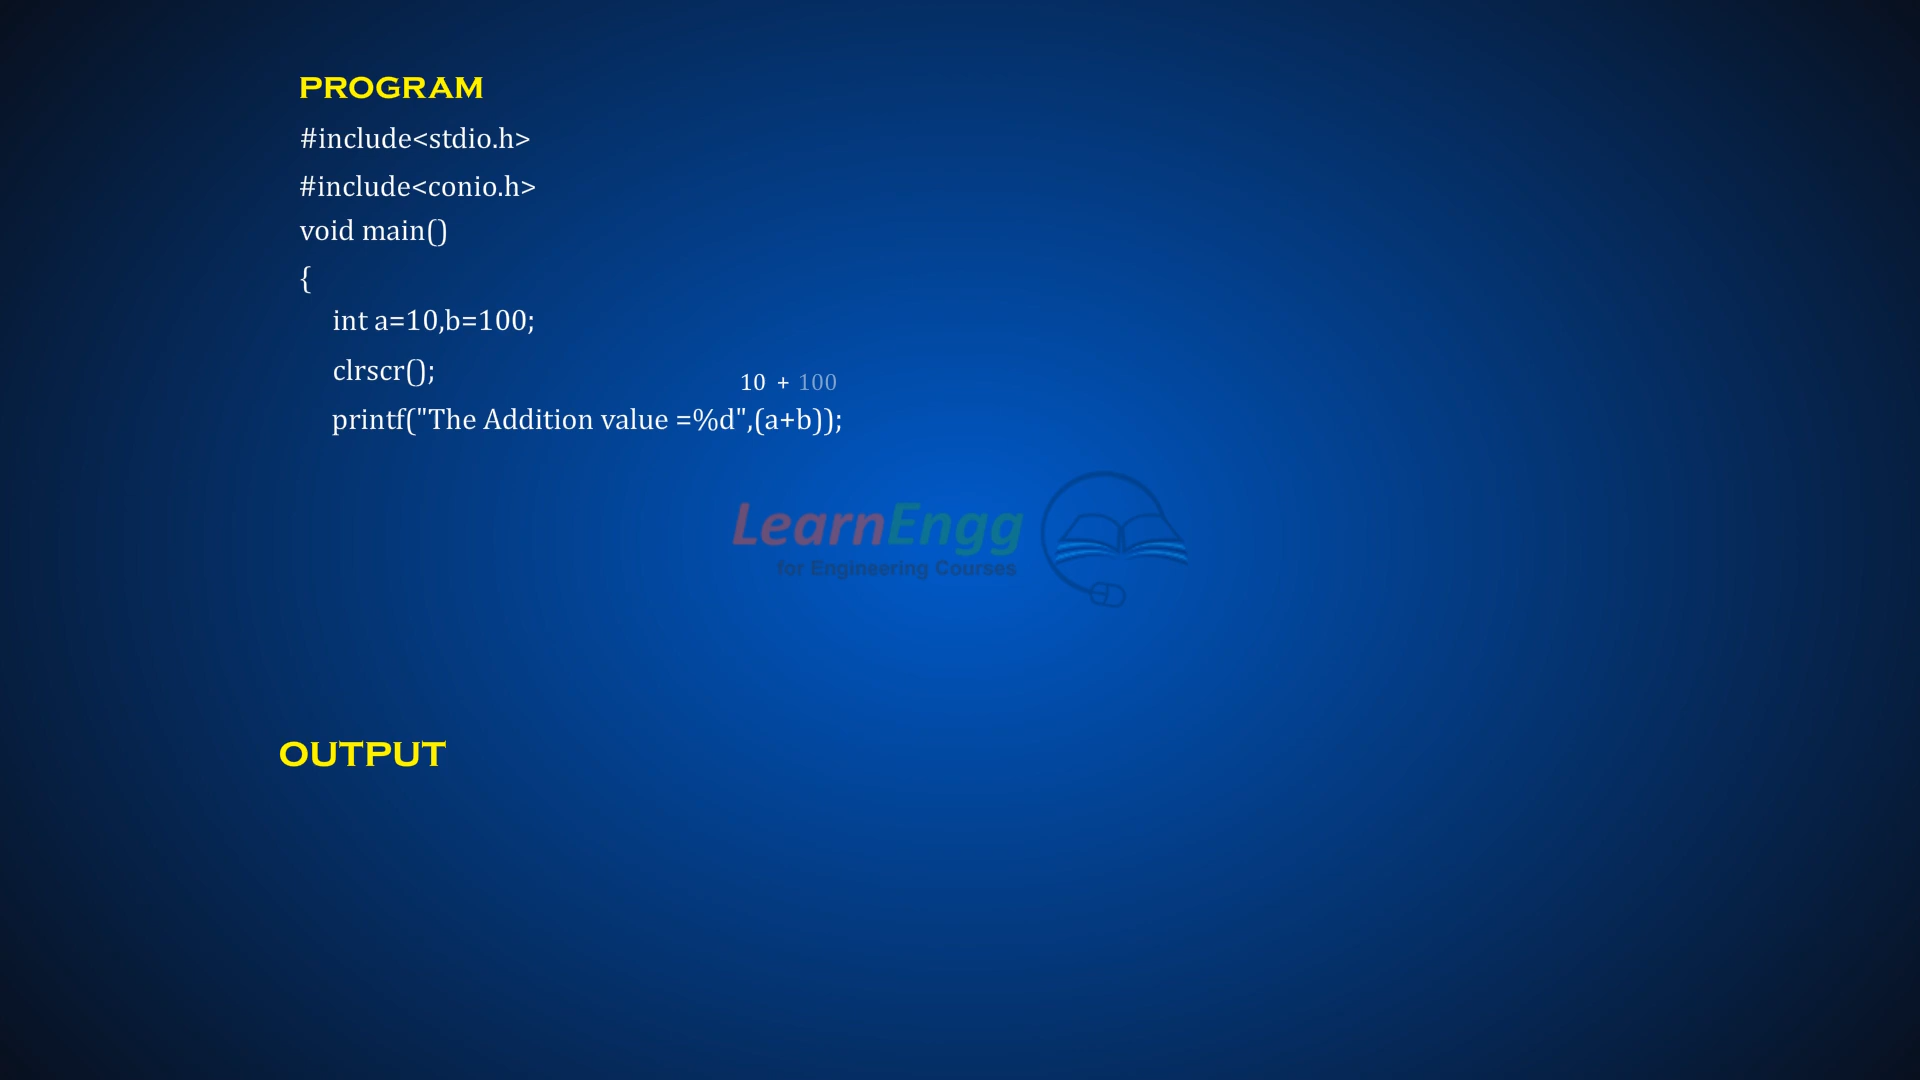 PROGRAM
#include<stdio.h>
#include<conio.h>
void main()
{
int a=10,b=100;
clrscr();
10 + 100
printf("The Addition value =%d",(a+b));
LearnEngg
for Engineering Courses
OUTPUT